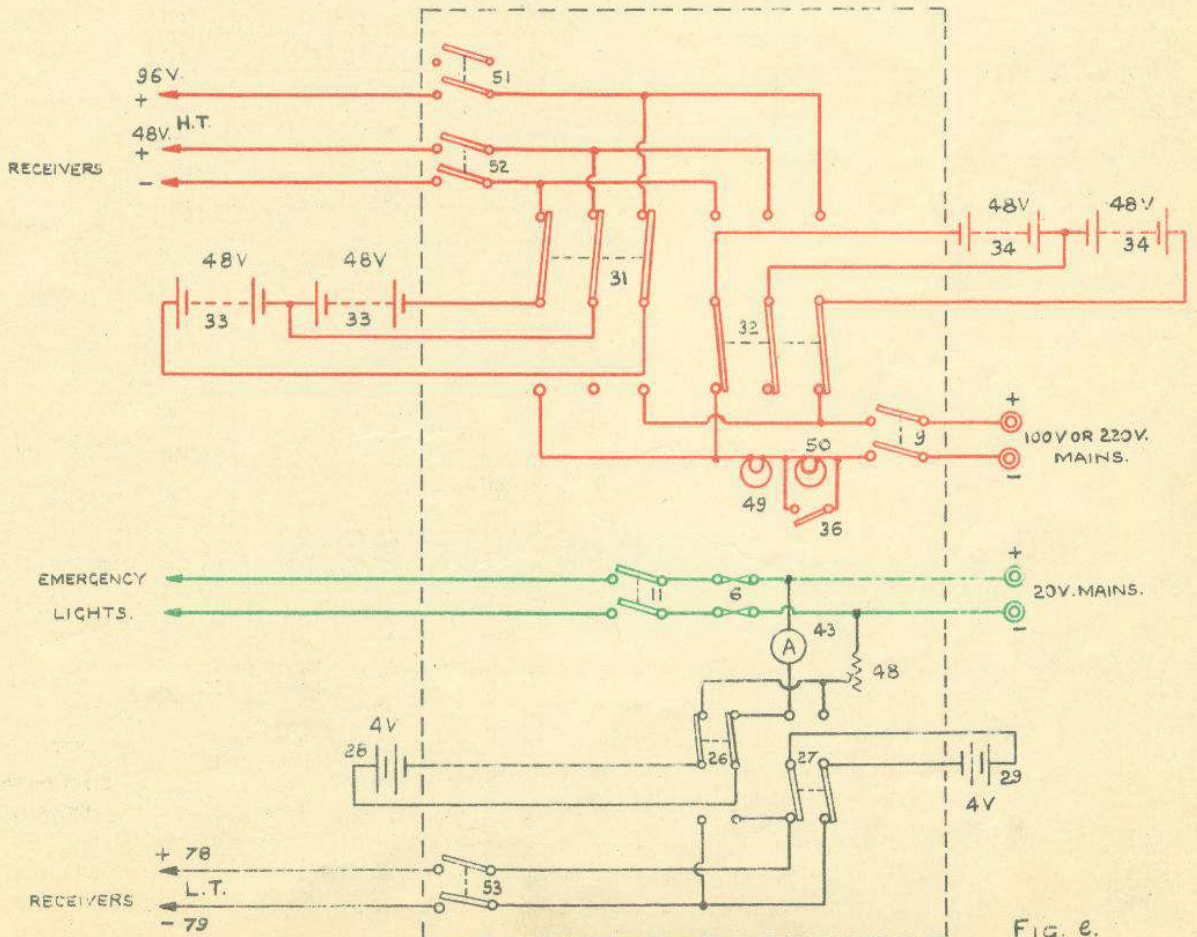 96V.
+
51
H.T.
48V.
+
52
RECEIVERS
-
48V 48V
34 34
48V 48V
31
33 33
32
+
9
100V OR 220V.
MAINS.
-
50
49
36
EMERGENCY
+
11 6
20V. MAINS.
LIGHTS.
-
43
A
48
4V
28
26
27
29
4V
+ 78
L.T.
53
RECEIVERS
- 79
FIG. 6.